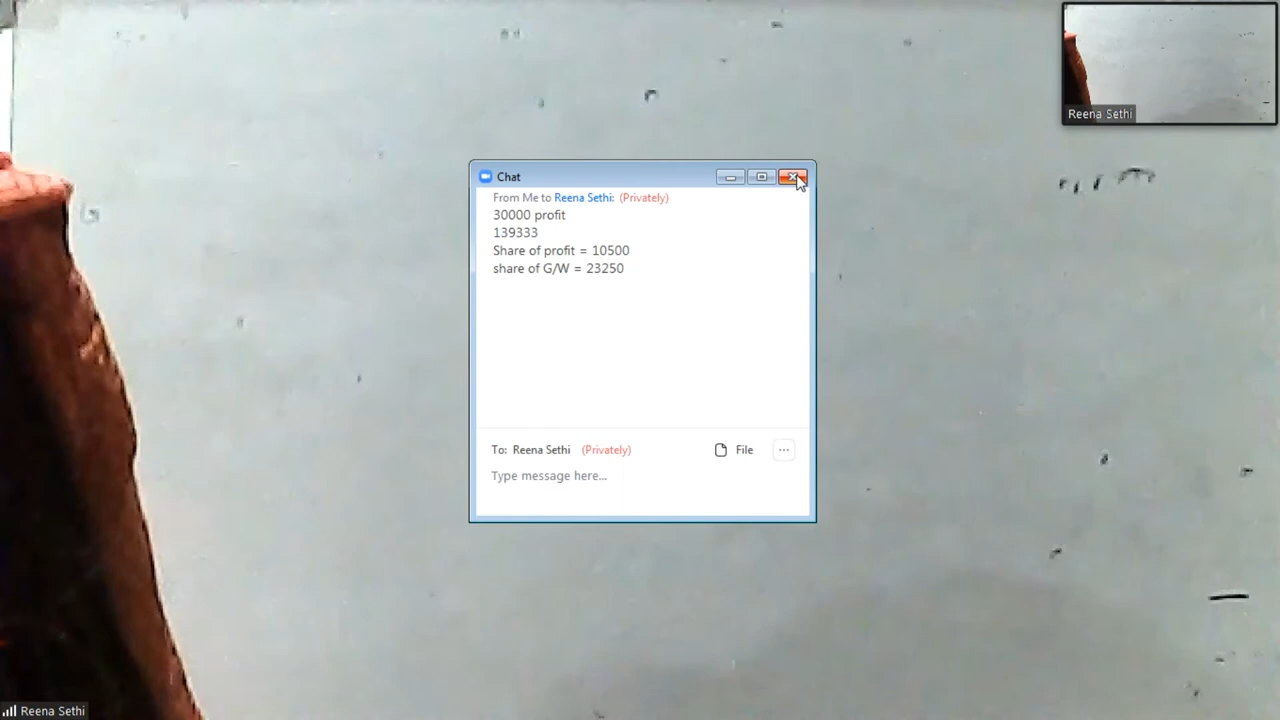 Reena Sethi
Chat
From Me to Reena Sethi: (Privately)
30000 profit
139333
Share of profit = 10500
share of G/W = 23250
To: Reena Sethi (Privately)
File
Type message here...
Reena Sethi